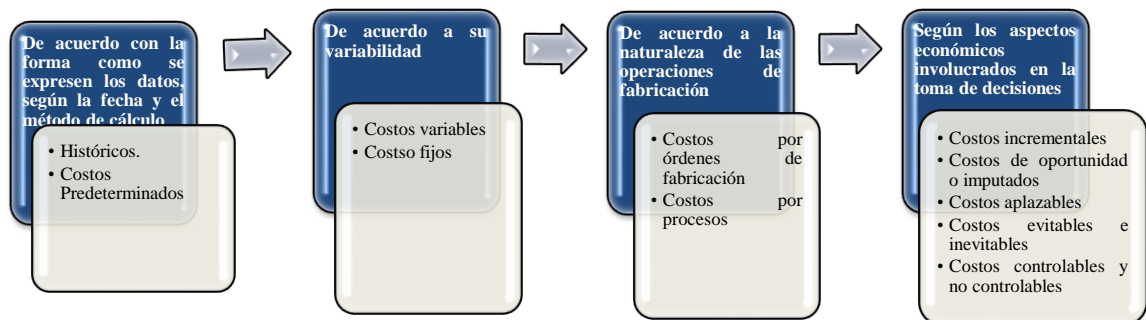 De acuerdo con la
forma como se
expresen los datos,
según la fecha y el
método de cálculo
• Históricos.
• Costos
Predeterminados
De acuerdo a su
variabilidad
• Costos variables
• Costso fijos
De acuerdo a la
naturaleza de las
operaciones de
fabricación
• Costos por
órdenes de
fabricación
• Costos por
procesos
Según los aspectos
económicos
involucrados en la
toma de decisiones
• Costos incrementales
• Costos de oportunidad
o imputados
• Costos aplazables
• Costos evitables e
inevitables
• Costos controlables y
no controlables